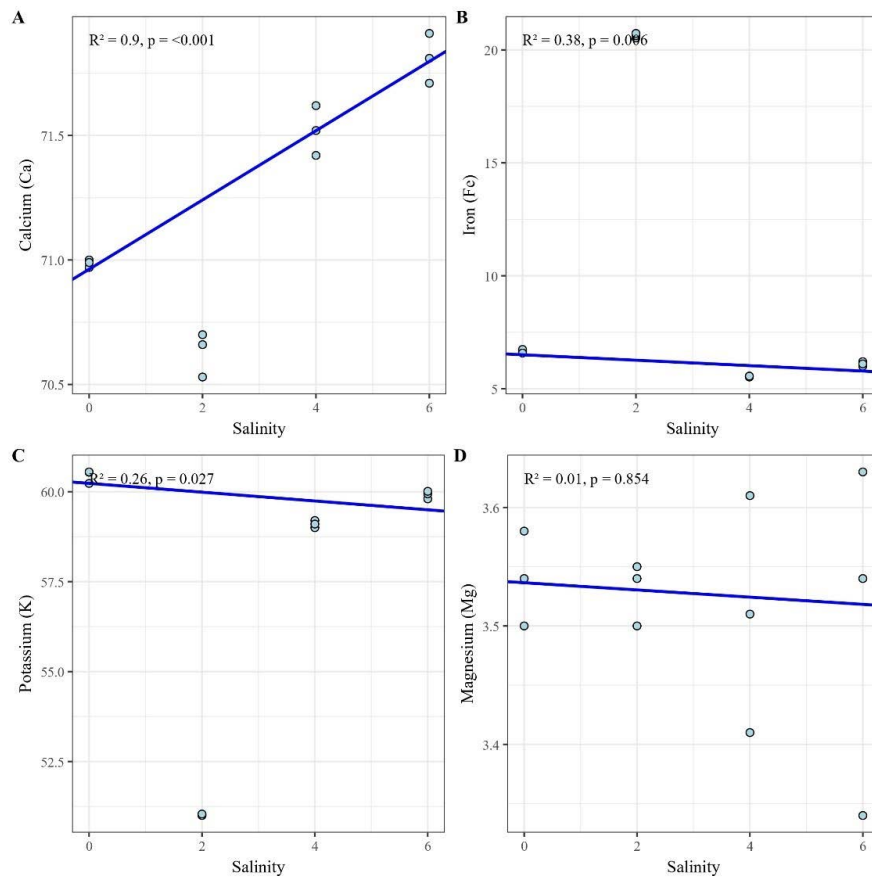 A
R² = 0.9, p = <0.001
71.5
71.0
70.5
Calcium (Ca)
0 2 4 6
Salinity
B
R² = 0.38, p = 0.006
20
15
10
5
Iron (Fe)
0 2 4 6
Salinity
C
R² = 0.26, p = 0.027
60.0
57.5
55.0
52.5
Potassium (K)
0 2 4 6
Salinity
D
R² = 0.01, p = 0.854
3.6
3.5
3.4
Magnesium (Mg)
0 2 4 6
Salinity